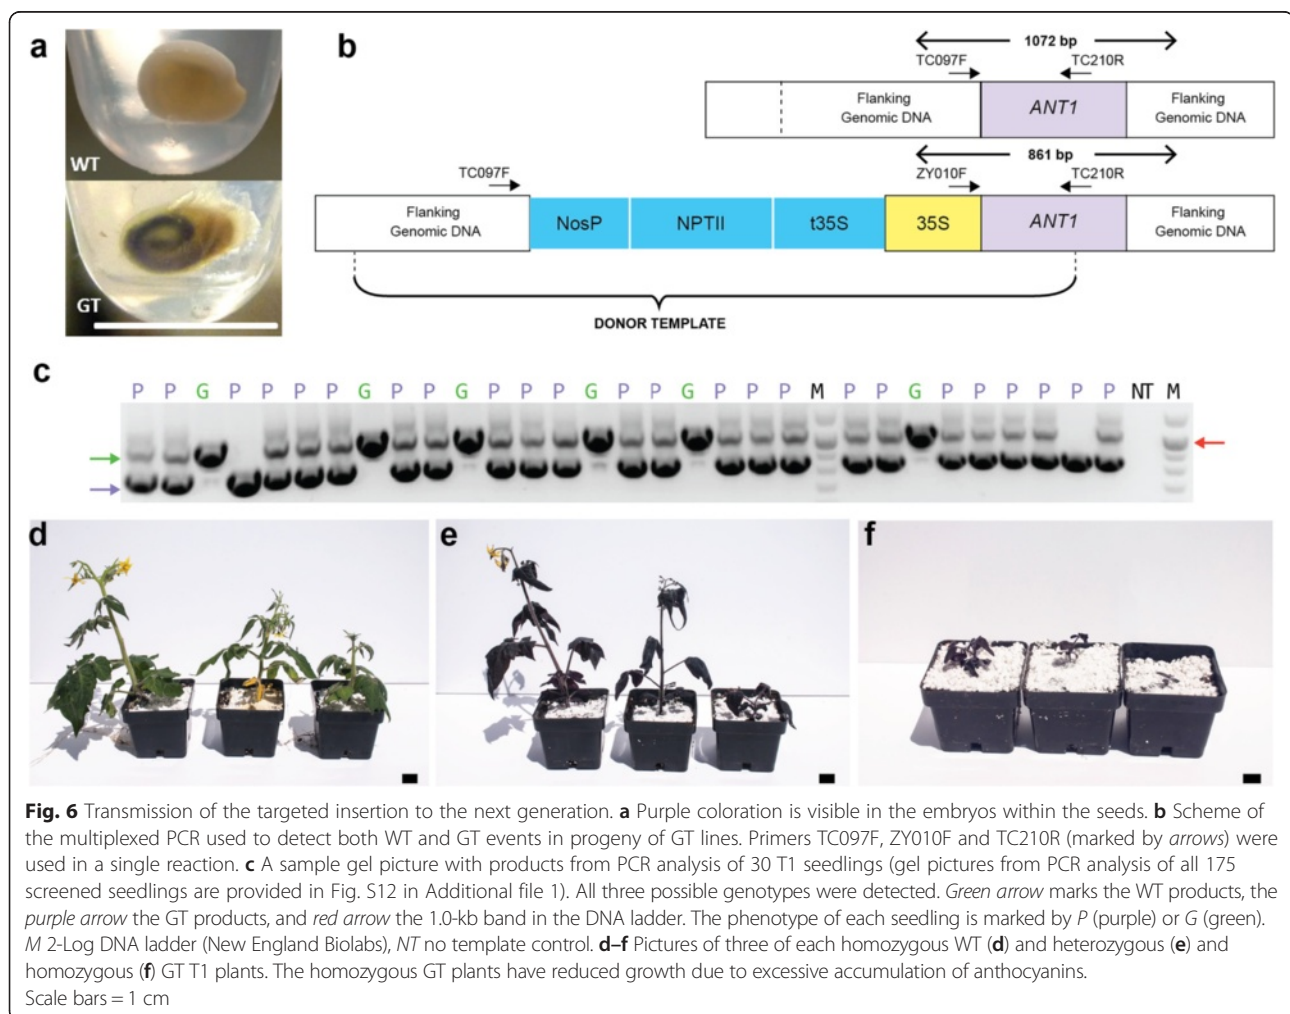 a
WT
GT
b
1072 bp
TC097F
TC210R
Flanking
Genomic DNA
ANT1
Flanking
Genomic DNA
861 bp
TC097F
ZY010F
TC210R
Flanking
Genomic DNA
NosP
NPTII
t35S
35S
ANT1
Flanking
Genomic DNA
DONOR TEMPLATE
c
P P G P P P P G P P G P P P G P P G P P P M P P G P P P P P P NT M
d
e
f
Fig. 6 Transmission of the targeted insertion to the next generation. a Purple coloration is visible in the embryos within the seeds. b Scheme of
the multiplexed PCR used to detect both WT and GT events in progeny of GT lines. Primers TC097F, ZY010F and TC210R (marked by arrows) were
used in a single reaction. c A sample gel picture with products from PCR analysis of 30 T1 seedlings (gel pictures from PCR analysis of all 175
screened seedlings are provided in Fig. S12 in Additional file 1). All three possible genotypes were detected. Green arrow marks the WT products, the
purple arrow the GT products, and red arrow the 1.0-kb band in the DNA ladder. The phenotype of each seedling is marked by P (purple) or G (green).
M 2-Log DNA ladder (New England Biolabs), NT no template control. d–f Pictures of three of each homozygous WT (d) and heterozygous (e) and
homozygous (f) GT T1 plants. The homozygous GT plants have reduced growth due to excessive accumulation of anthocyanins.
Scale bars = 1 cm